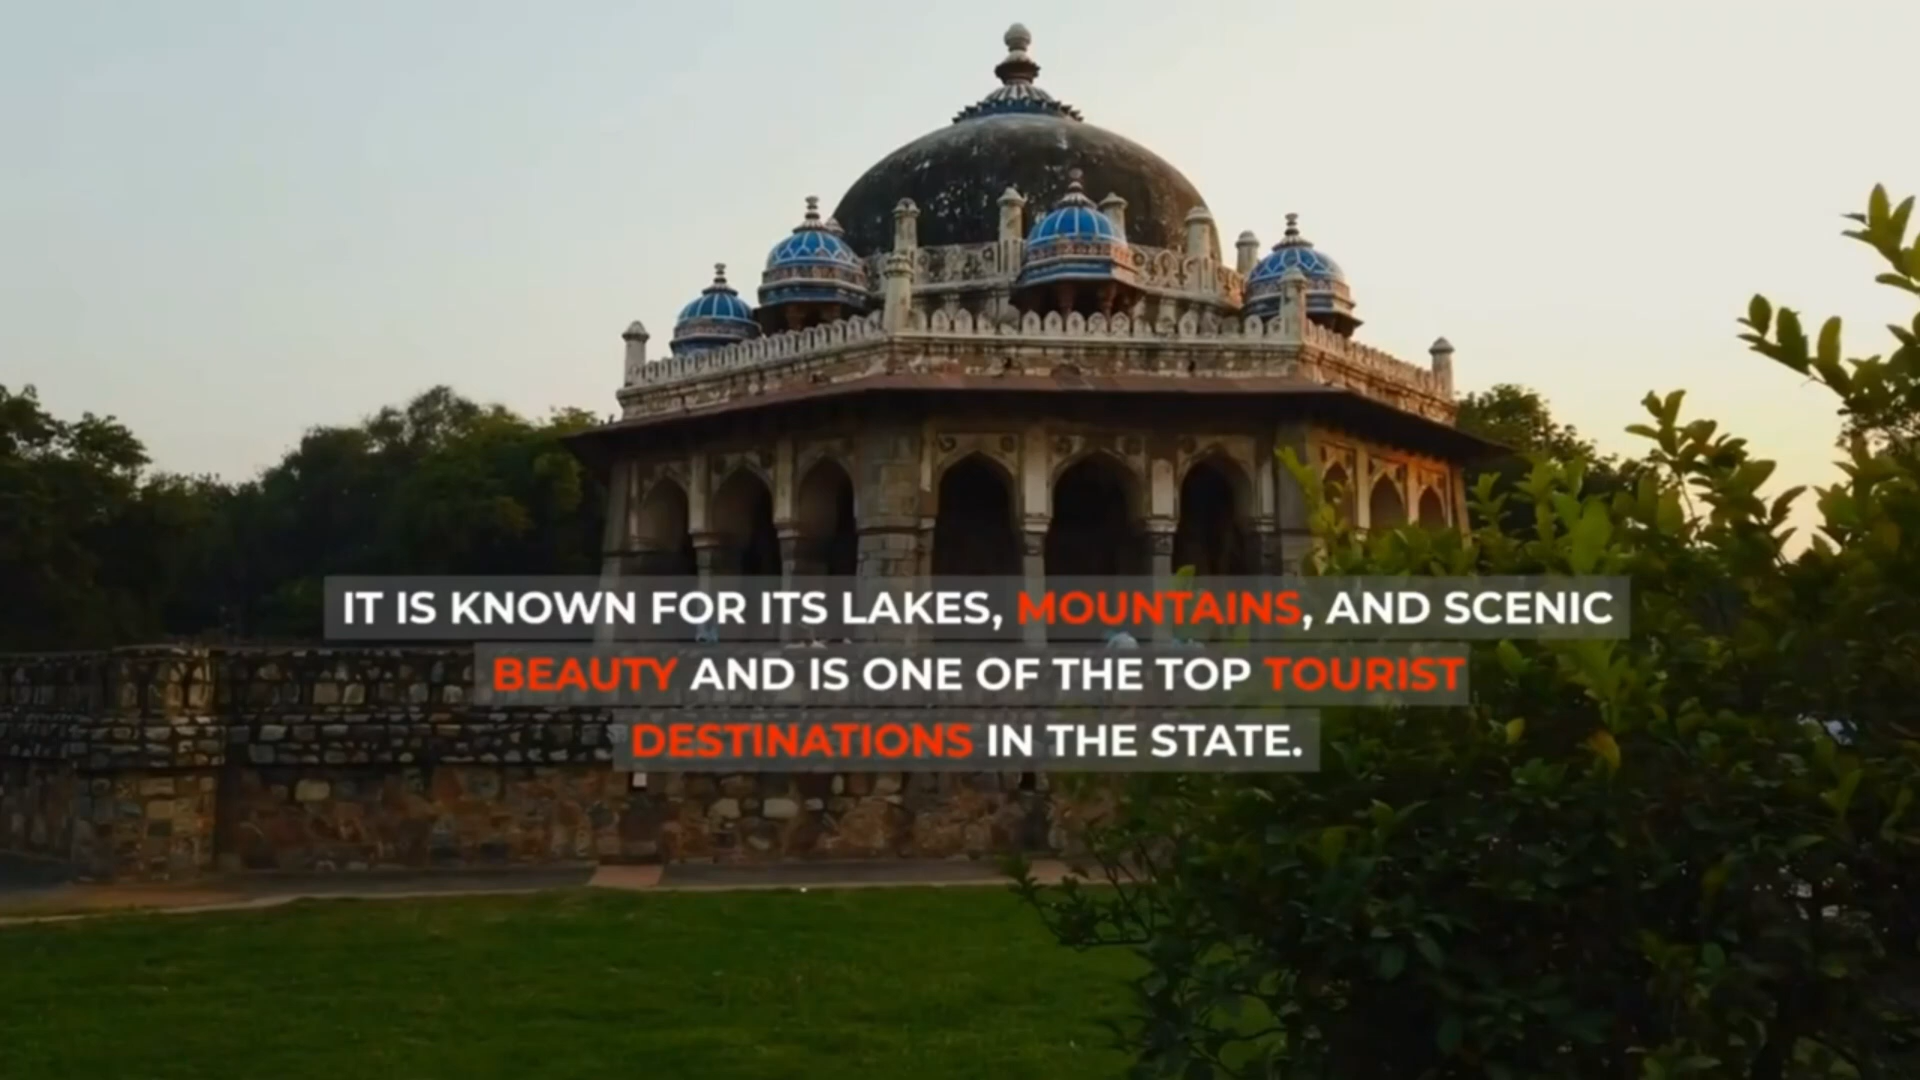 IT IS KNOWN FOR ITS LAKES, MOUNTAINS, AND SCENIC
BEAUTY AND IS ONE OF THE TOP TOURIST
DESTINATIONS IN THE STATE.